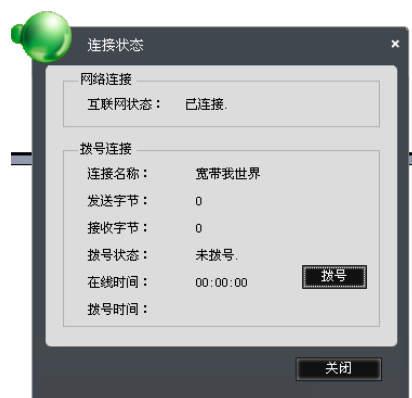 连接状态
网络连接
互联网状态： 已连接.
拨号连接
连接名称： 宽带我世界
发送字节： 0
接收字节： 0
拨号状态： 未拨号.
在线时间： 00:00:00 拨号
拨号时间：
关闭